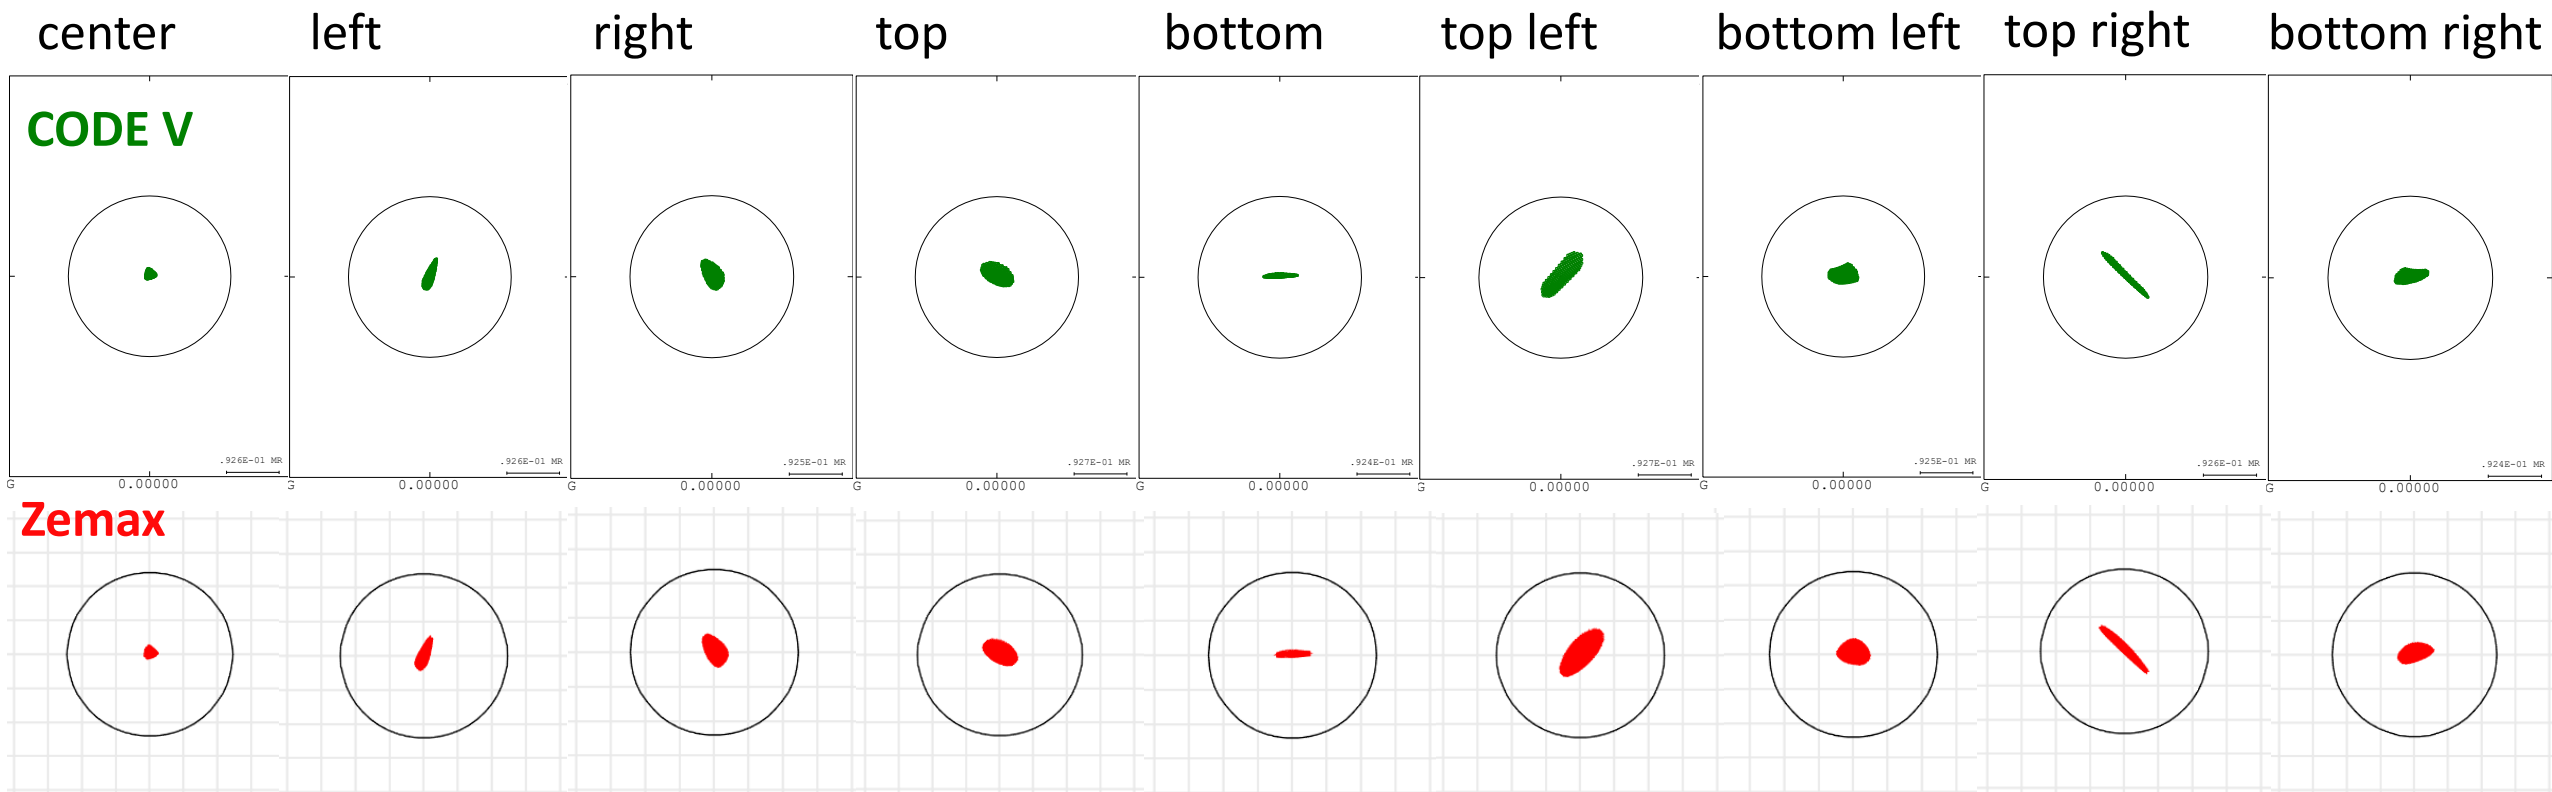 center left right top bottom top left bottom left top right bottom right
CODE V
.926E-01 MR .926E-01 MR .925E-01 MR .927E-01 MR .924E-01 MR .927E-01 MR .925E-01 MR .926E-01 MR .924E-01 MR
G 0.00000 G 0.00000 G 0.00000 G 0.00000 G 0.00000 G 0.00000 G 0.00000 G 0.00000 G 0.00000
Zemax